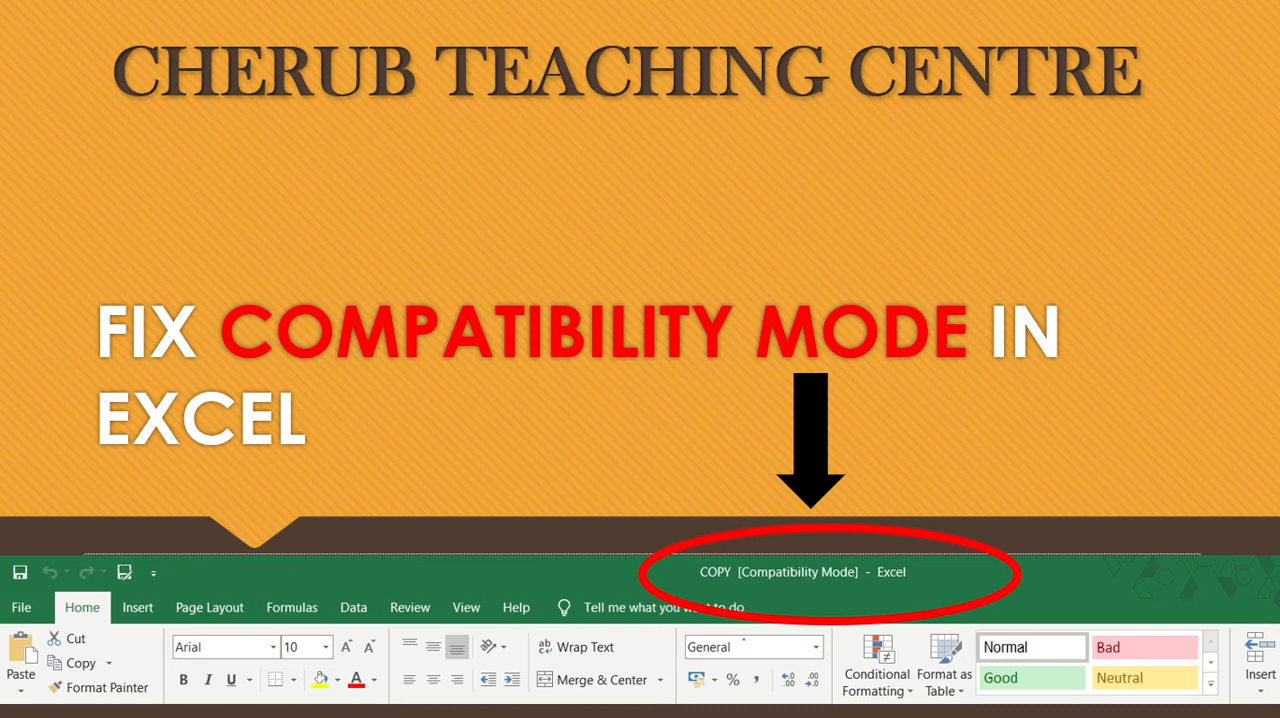 CHERUB TEACHING CENTRE
FIX COMPATIBILITY MODE IN
EXCEL
COPY [Compatibility Mode] - Excel
File Home Insert Page Layout Formulas Data Review View Help Tell me what you want to do
Cut
Copy
Format Painter
Paste
Arial 10
B I U
Wrap Text
Merge & Center
General
Conditional
Formatting
Format as
Table
Normal Bad
Good Neutral
Insert